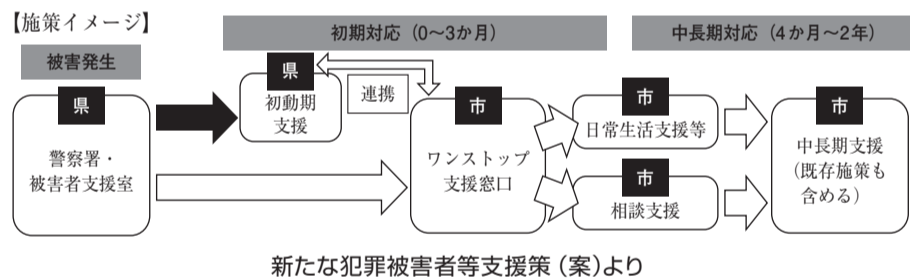 【施策イメージ】
初期対応（0～3か月）
中長期対応（4か月～2年）
被害発生
県
警察署・
被害者支援室
県
初動期
支援
連携
市
ワンストップ
支援窓口
市
日常生活支援等
市
相談支援
市
中長期支援
（既存施策も
含める）
新たな犯罪被害者等支援策（案）より